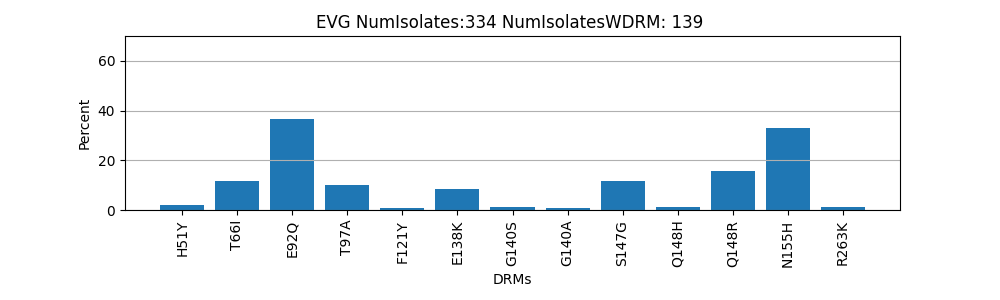 EVG NumIsolates:334 NumIsolatesWDRM: 139
Percent
60
40
20
0
H51Y
T66I
E92Q
T97A
F121Y
E138K
G140S
G140A
S147G
Q148H
Q148R
N155H
R263K
DRMs